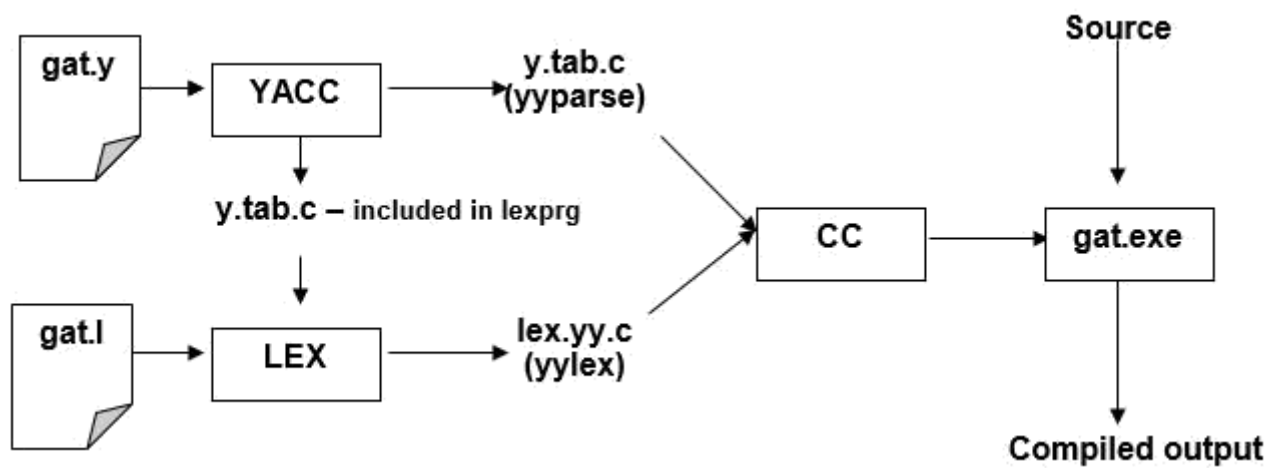 Source
gat.y
YACC
y.tab.c
(yyparse)
y.tab.c – included in lexprg
CC
gat.exe
gat.l
LEX
lex.yy.c
(yylex)
Compiled output